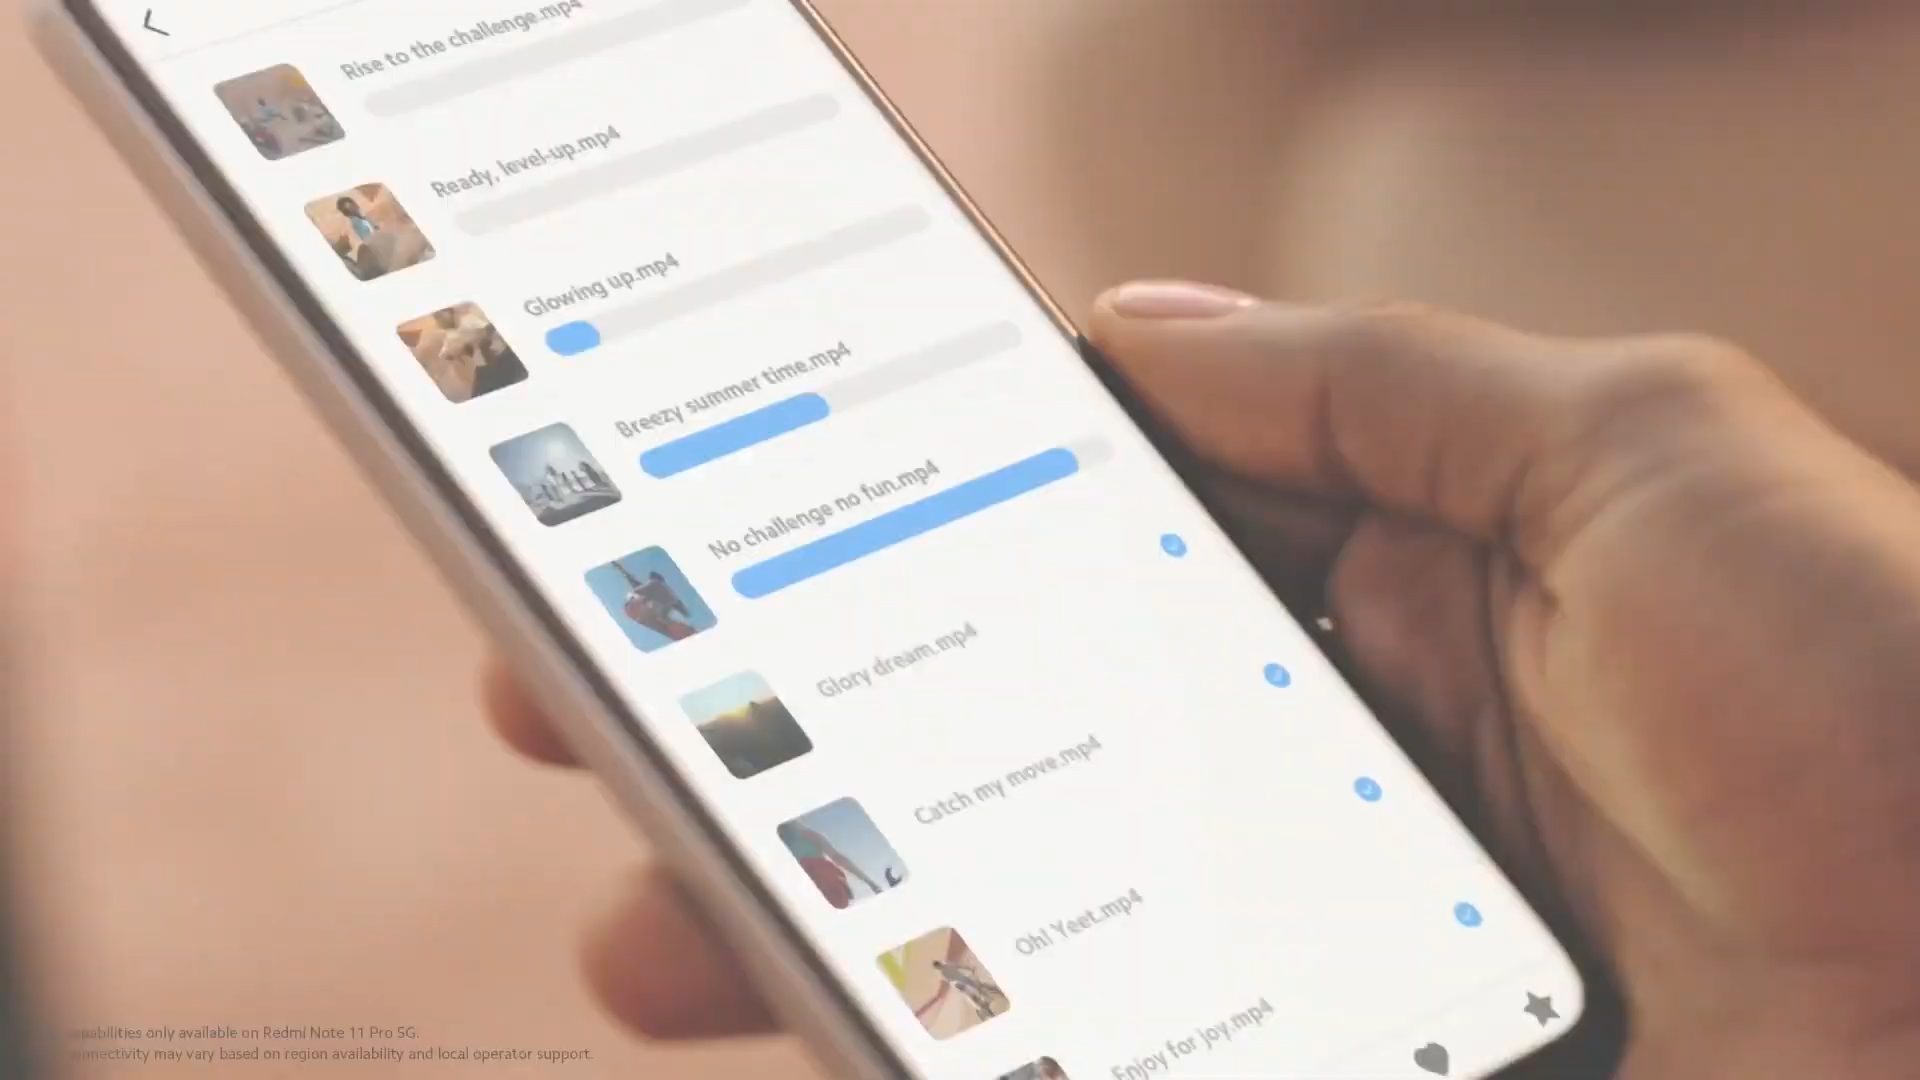 Rise to the challenge.mp4
Ready, level-up.mp4
Glowing up.mp4
Breezy summer time.mp4
No challenge no fun.mp4
Glory dream.mp4
Catch my move.mp4
Oh! Yeet.mp4
Enjoy for joy.mp4
only available on Redmi Note 11 Pro 5G.
may vary based on region availability and local operator support.